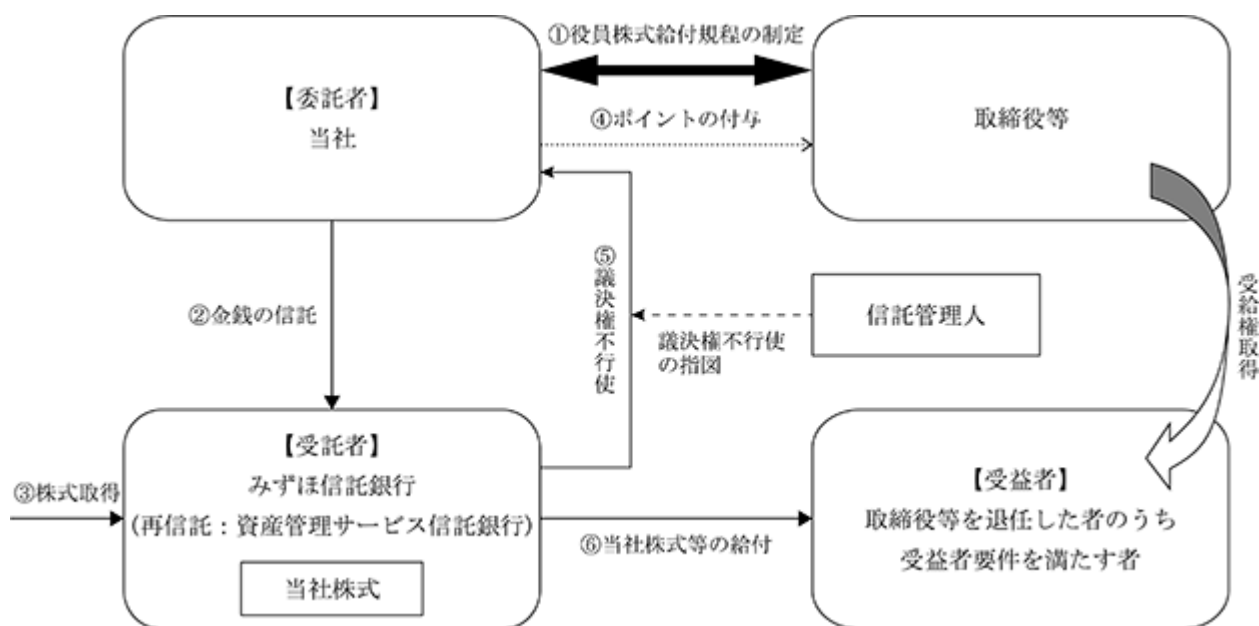 ①役員株式給付規程の制定
【委託者】
当社
④ポイントの付与
取締役等
②金銭の信託
⑤議決権不行使
信託管理人
議決権不行使
の指図
受給権取得
③株式取得
【受託者】
みずほ信託銀行
(再信託：資産管理サービス信託銀行)
当社株式
⑥当社株式等の給付
【受益者】
取締役等を退任した者のうち
受益者要件を満たす者